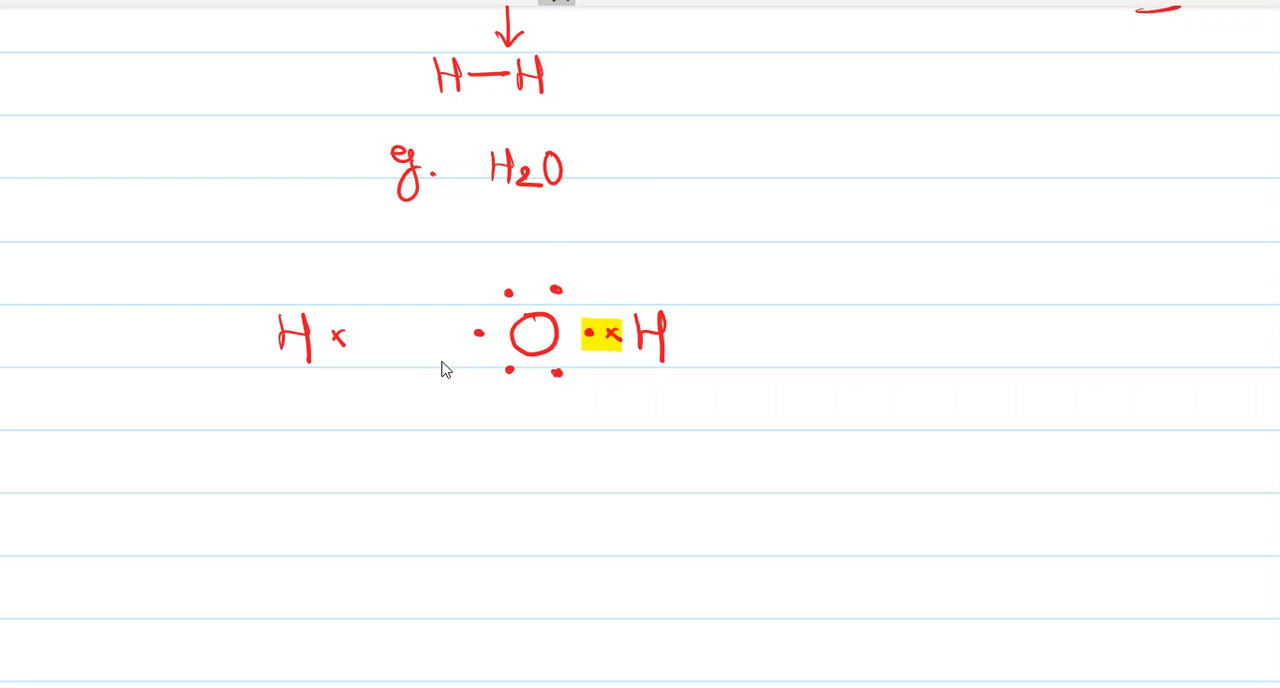 H—H
eg. H2O
H x • O • x H